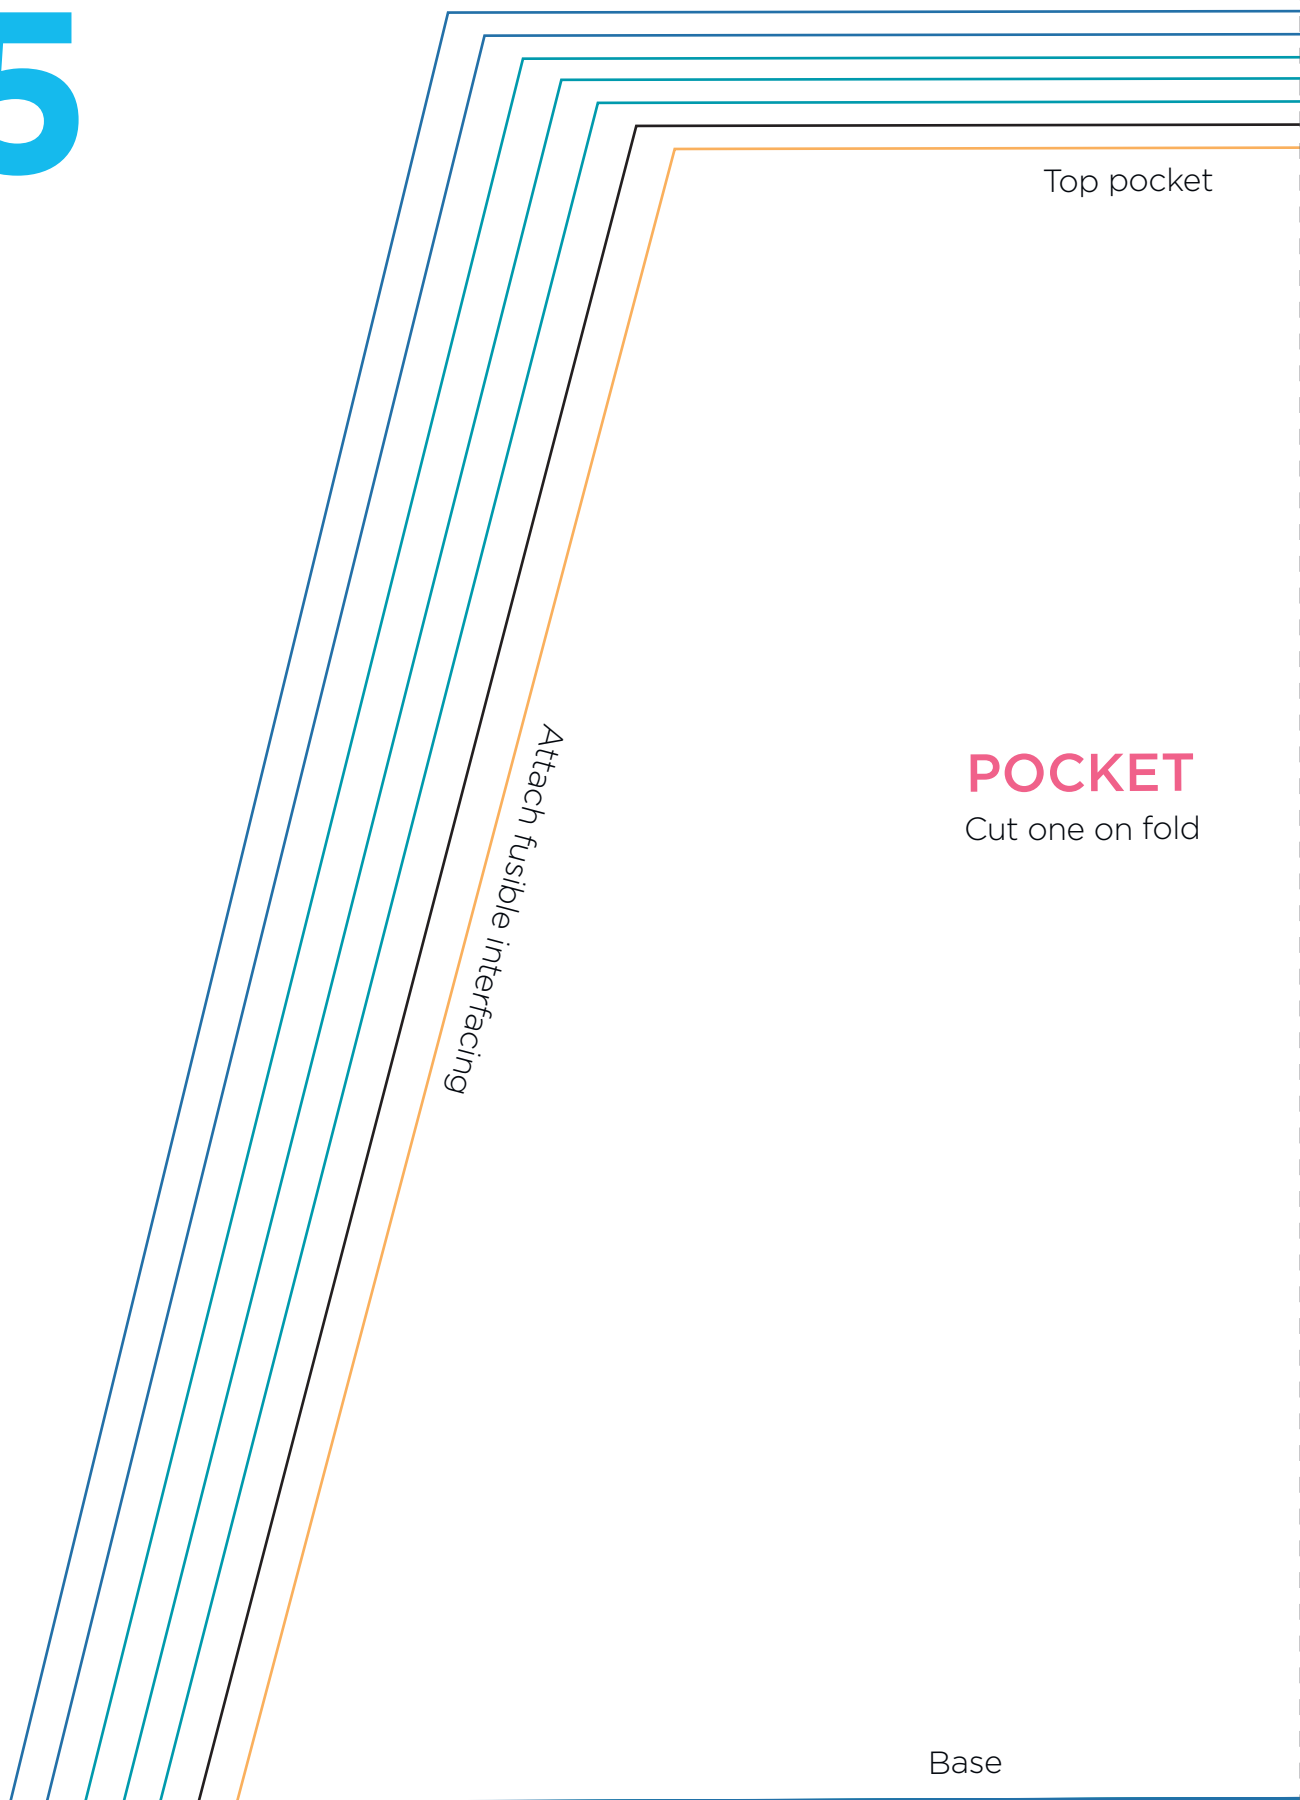 5
Top pocket
Attach fusible interfacing
POCKET
Cut one on fold
Base